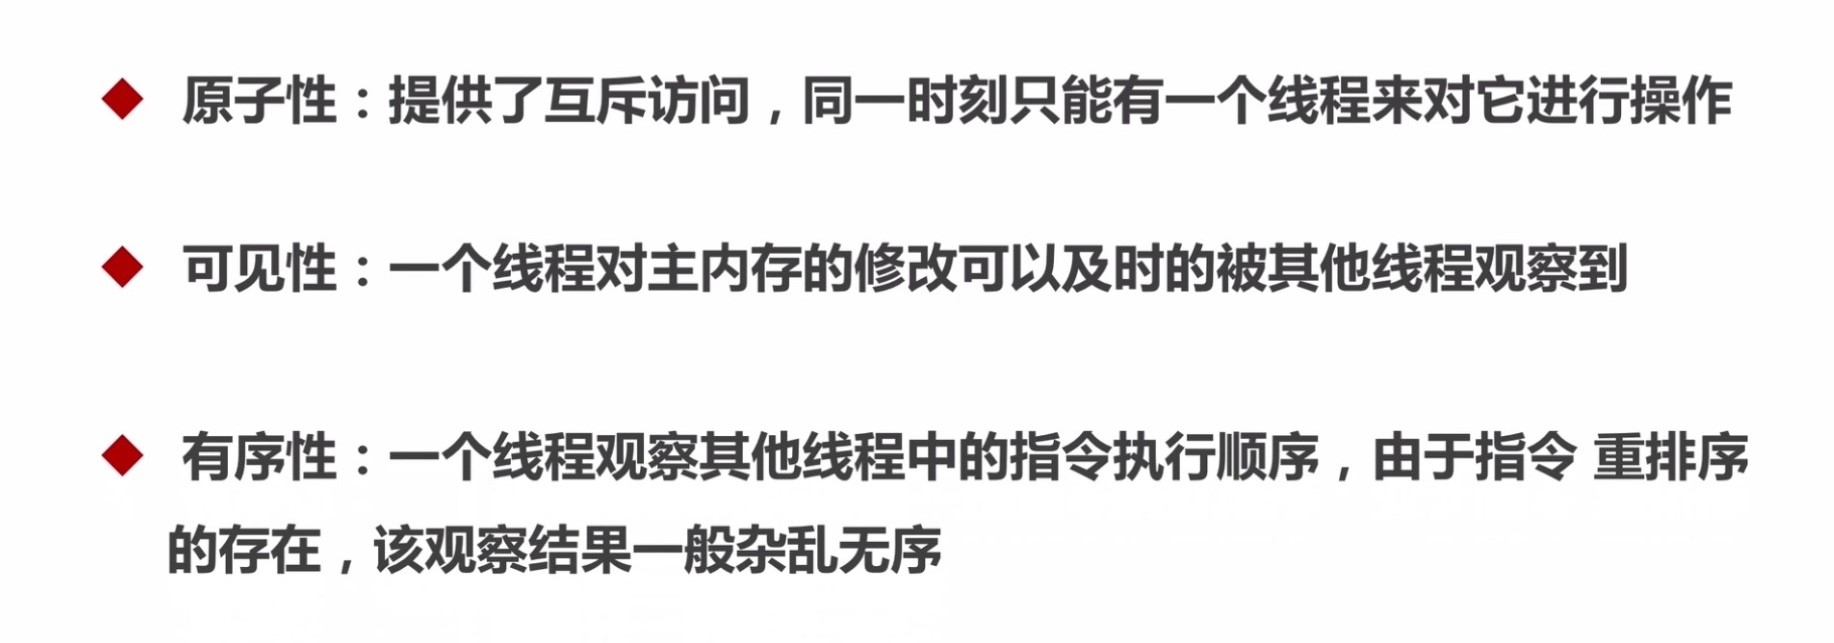 ◆ 原子性：提供了互斥访问，同一时刻只能有一个线程来对它进行操作
◆ 可见性：一个线程对主内存的修改可以及时的被其他线程观察到
◆ 有序性：一个线程观察其他线程中的指令执行顺序，由于指令 重排序
的存在，该观察结果一般杂乱无序